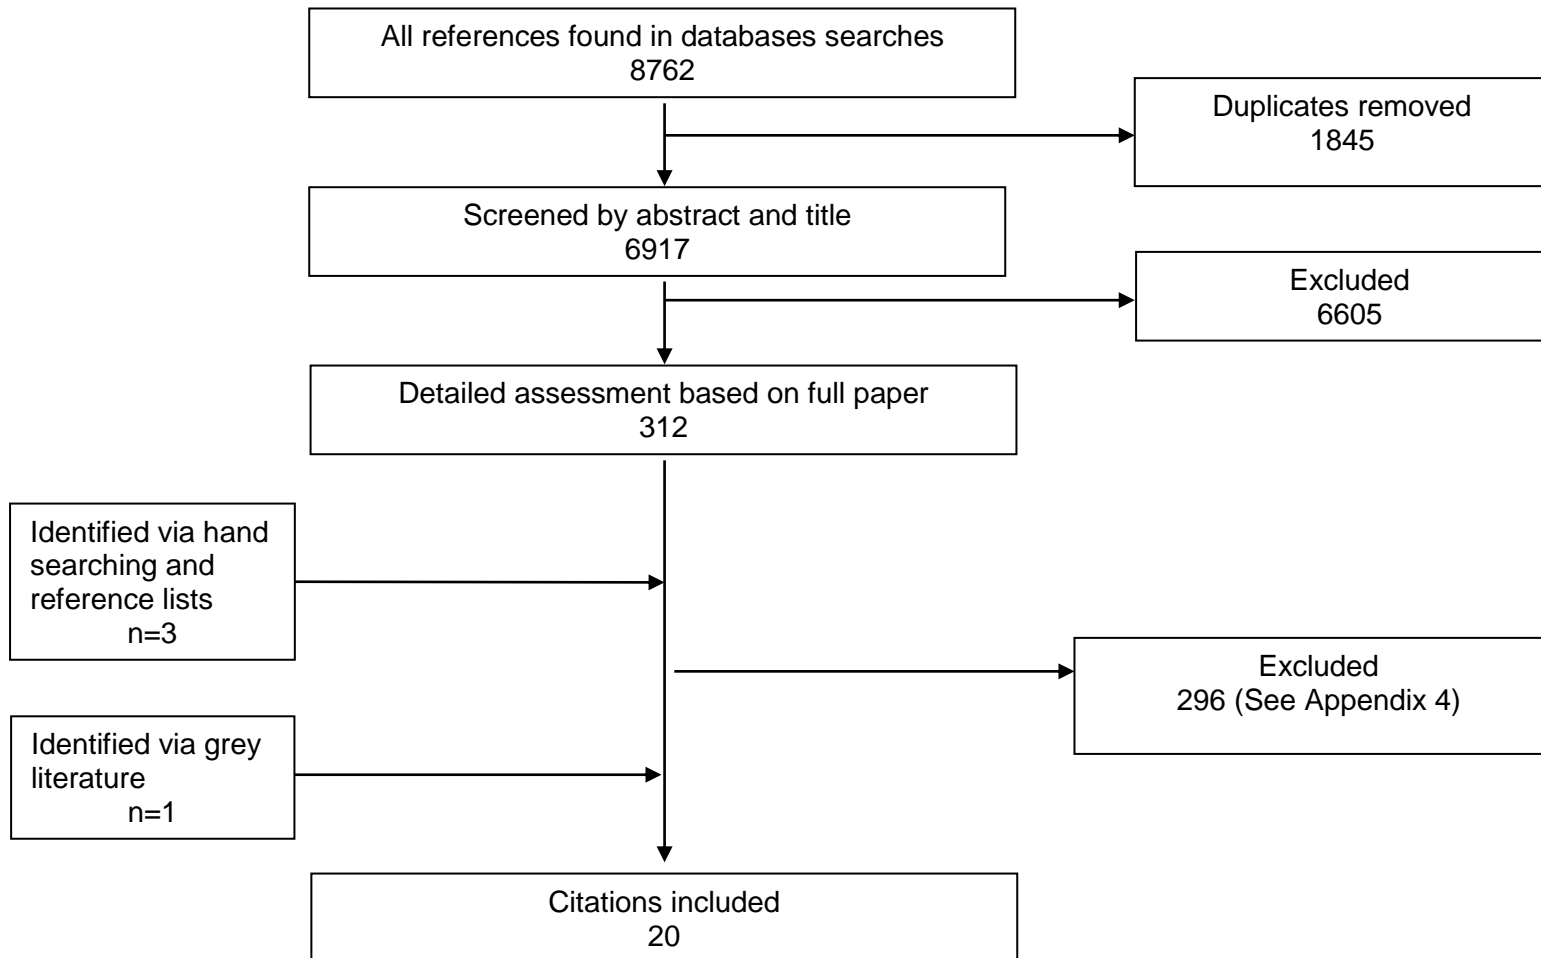 All references found in databases searches
8762
Duplicates removed
1845
Screened by abstract and title
6917
Excluded
6605
Detailed assessment based on full paper
312
Identified via hand
searching and
reference lists
n=3
Excluded
296 (See Appendix 4)
Identified via grey
literature
n=1
Citations included
20